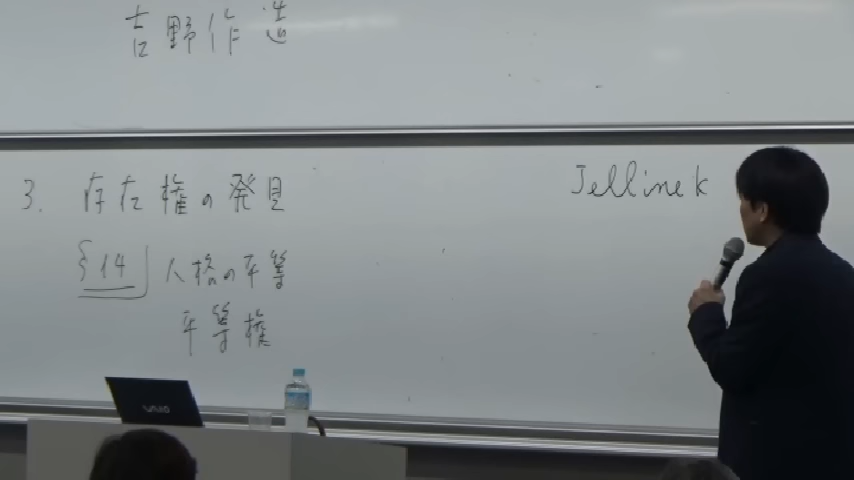 吉野作造
3. 存在権の発見
Jellinek
§14 人格の平等
平等権
VAIO